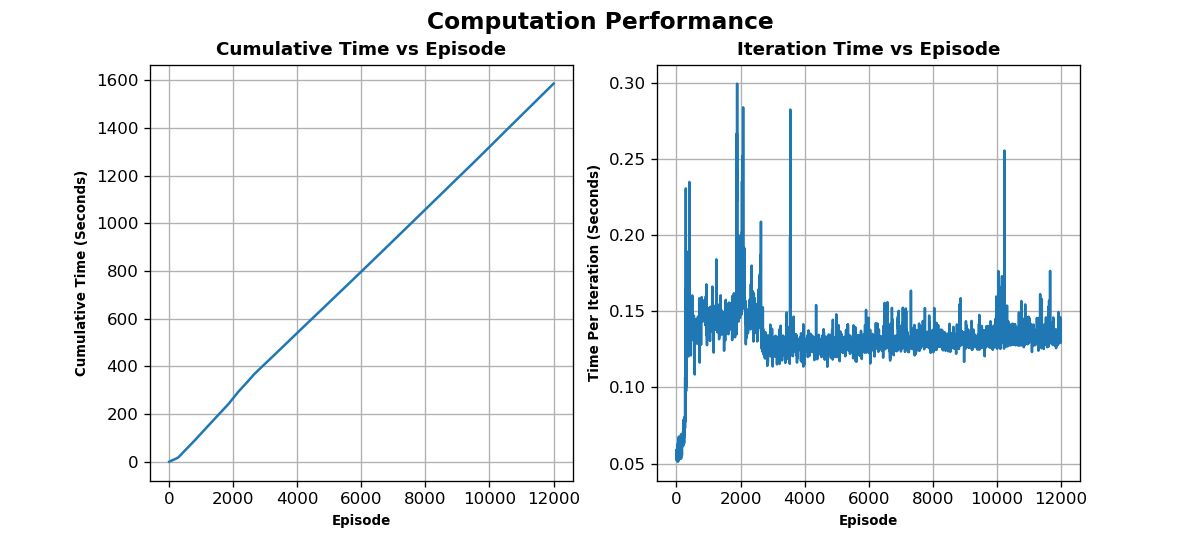 Computation Performance
Cumulative Time vs Episode
Cumulative Time (Seconds)
1600
1400
1200
1000
800
600
400
200
0
0 2000 4000 6000 8000 10000 12000
Episode
Iteration Time vs Episode
Time Per Iteration (Seconds)
0.30
0.25
0.20
0.15
0.10
0.05
0 2000 4000 6000 8000 10000 12000
Episode